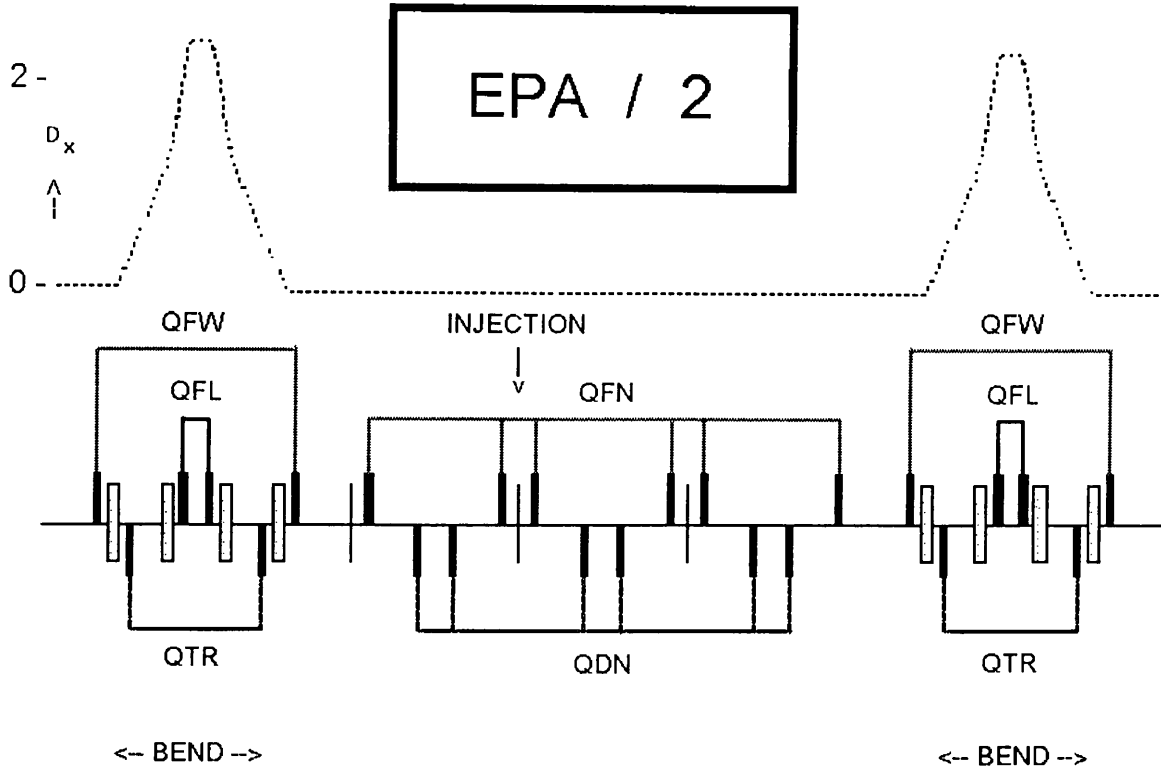 EPA / 2
2 -
D x
0 -
QFW
INJECTION
QFW
QFL
QFN
QFL
QTR
QDN
QTR
<-- BEND -->
<-- BEND -->